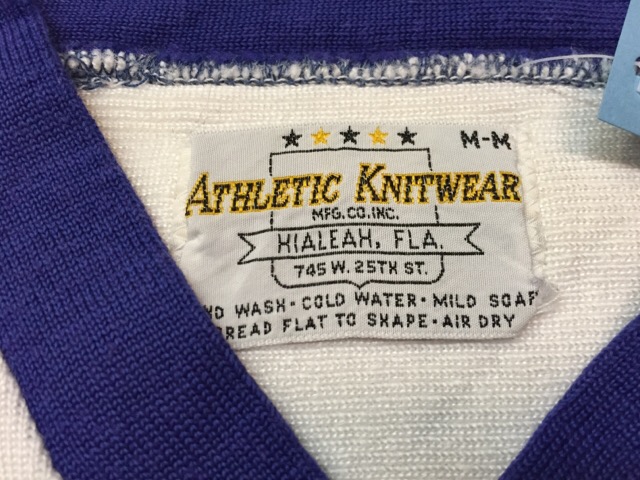 M-M
ATHLETIC KNITWEAR
MFG.CO.INC.
HIALEAH, FLA.
745 W. 25TH ST.
ND WASH · COLD WATER · MILD SOAP
READ FLAT TO SHAPE · AIR DRY